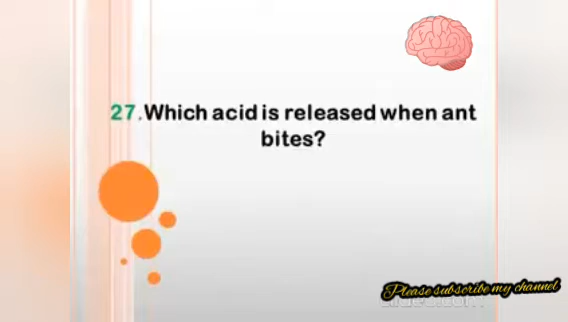 27.Which acid is released when ant
bites?
Please subscribe my channel